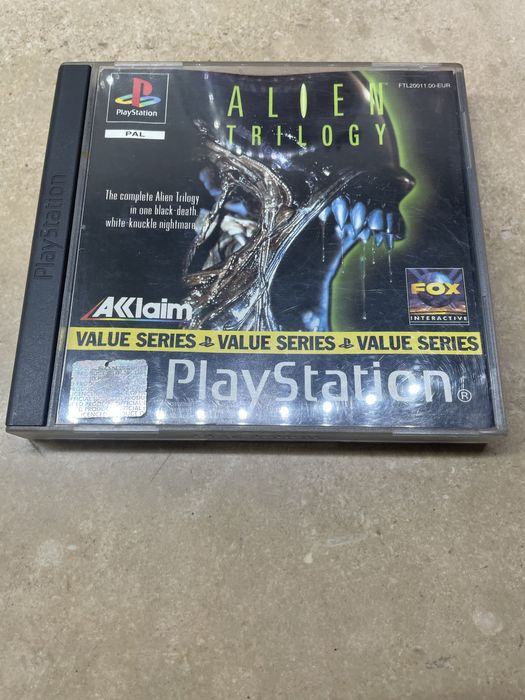 PlayStation
PlayStation
PAL
FTL20011.00-EUR
ALIEN
TRILOGY
The complete Alien Trilogy
in one black-death
white-knuckle nightmare
AKKlaim
FOX
INTERACTIVE
VALUE SERIES VALUE SERIES VALUE SERIES
PlayStation®